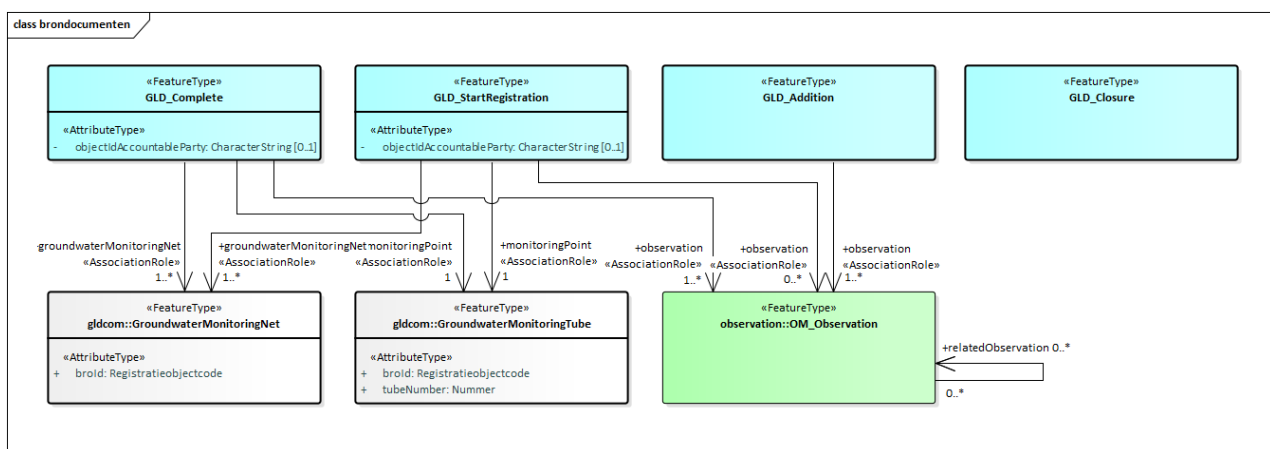 class brondocumenten
«FeatureType»
GLD_Complete
«AttributeType»
- objectIdAccountableParty: CharacterString [0..1]
«FeatureType»
GLD_StartRegistration
«AttributeType»
- objectIdAccountableParty: CharacterString [0..1]
«FeatureType»
GLD_Addition
«FeatureType»
GLD_Closure
groundwaterMonitoringNet
«AssociationRole»
1..*
+groundwaterMonitoringNet
«AssociationRole»
1..*
monitoringPoint
«AssociationRole»
1
+monitoringPoint
«AssociationRole»
1
+observation
«AssociationRole»
1..*
+observation
«AssociationRole»
0..*
+observation
«AssociationRole»
1..*
«FeatureType»
gldcom::GroundwaterMonitoringNet
«AttributeType»
+ broId: Registratieobjectcode
«FeatureType»
gldcom::GroundwaterMonitoringTube
«AttributeType»
+ broId: Registratieobjectcode
+ tubeNumber: Nummer
«FeatureType»
observation::OM_Observation
+relatedObservation 0..*
0..*